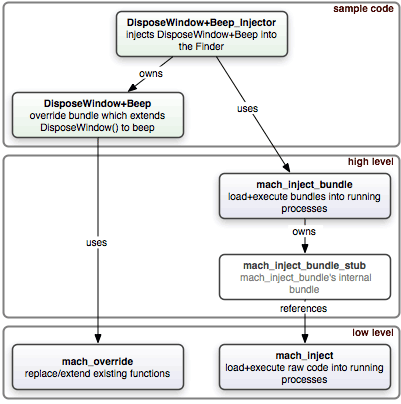 sample code
DisposeWindow+Beep_Injector
injects DisposeWindow+Beep into
the Finder
owns
DisposeWindow+Beep
override bundle which extends
DisposeWindow() to beep
uses
high level
mach_inject_bundle
load+execute bundles into running
processes
owns
uses
mach_inject_bundle_stub
mach_inject_bundle's internal
bundle
references
low level
mach_override
replace/extend existing functions
mach_inject
load+execute raw code into running
processes